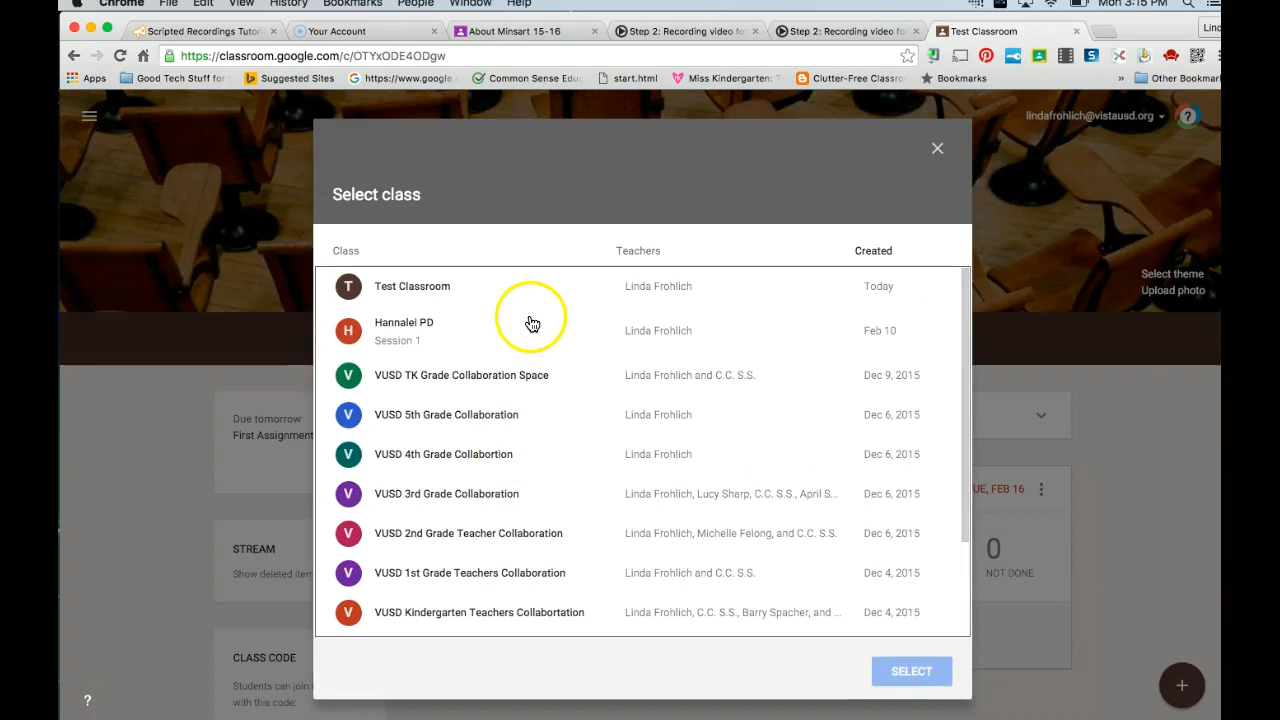 Chrome File Edit View History Bookmarks People Window Help Mon 3:15 PM
Scripted Recordings Tutori Your Account About Minsart 15-16 Step 2: Recording video fo Step 2: Recording video fo Test Classroom Lind
https://classroom.google.com/c/OTYxODE4ODgw
Apps Good Tech Stuff for Suggested Sites https://www.google. Common Sense Edu start.html Miss Kindergarten: Clutter-Free Classro Bookmarks » Other Bookmar
lindafrohlich@vistausd.org
?
Select class
Class Teachers Created
Select theme
Upload photo
T Test Classroom Linda Frohlich Today
H Hannalei PD Linda Frohlich Feb 10
Session 1
V VUSD TK Grade Collaboration Space Linda Frohlich and C.C. S.S. Dec 9, 2015
V VUSD 5th Grade Collaboration Linda Frohlich Dec 6, 2015
V VUSD 4th Grade Collabortion Linda Frohlich Dec 6, 2015
V VUSD 3rd Grade Collaboration Linda Frohlich, Lucy Sharp, C.C. S.S., April S... Dec 6, 2015
V VUSD 2nd Grade Teacher Collaboration Linda Frohlich, Michelle Felong, and C.C. S.S. Dec 6, 2015
V VUSD 1st Grade Teachers Collaboration Linda Frohlich and C.C. S.S. Dec 4, 2015
V VUSD Kindergarten Teachers Collabortation Linda Frohlich, C.C. S.S., Barry Spacher, and ... Dec 4, 2015
SELECT
Due tomorrow
First Assignment
UE, FEB 16
0
NOT DONE
STREAM
Show deleted item
CLASS CODE
Students can join
with this code:
?
+